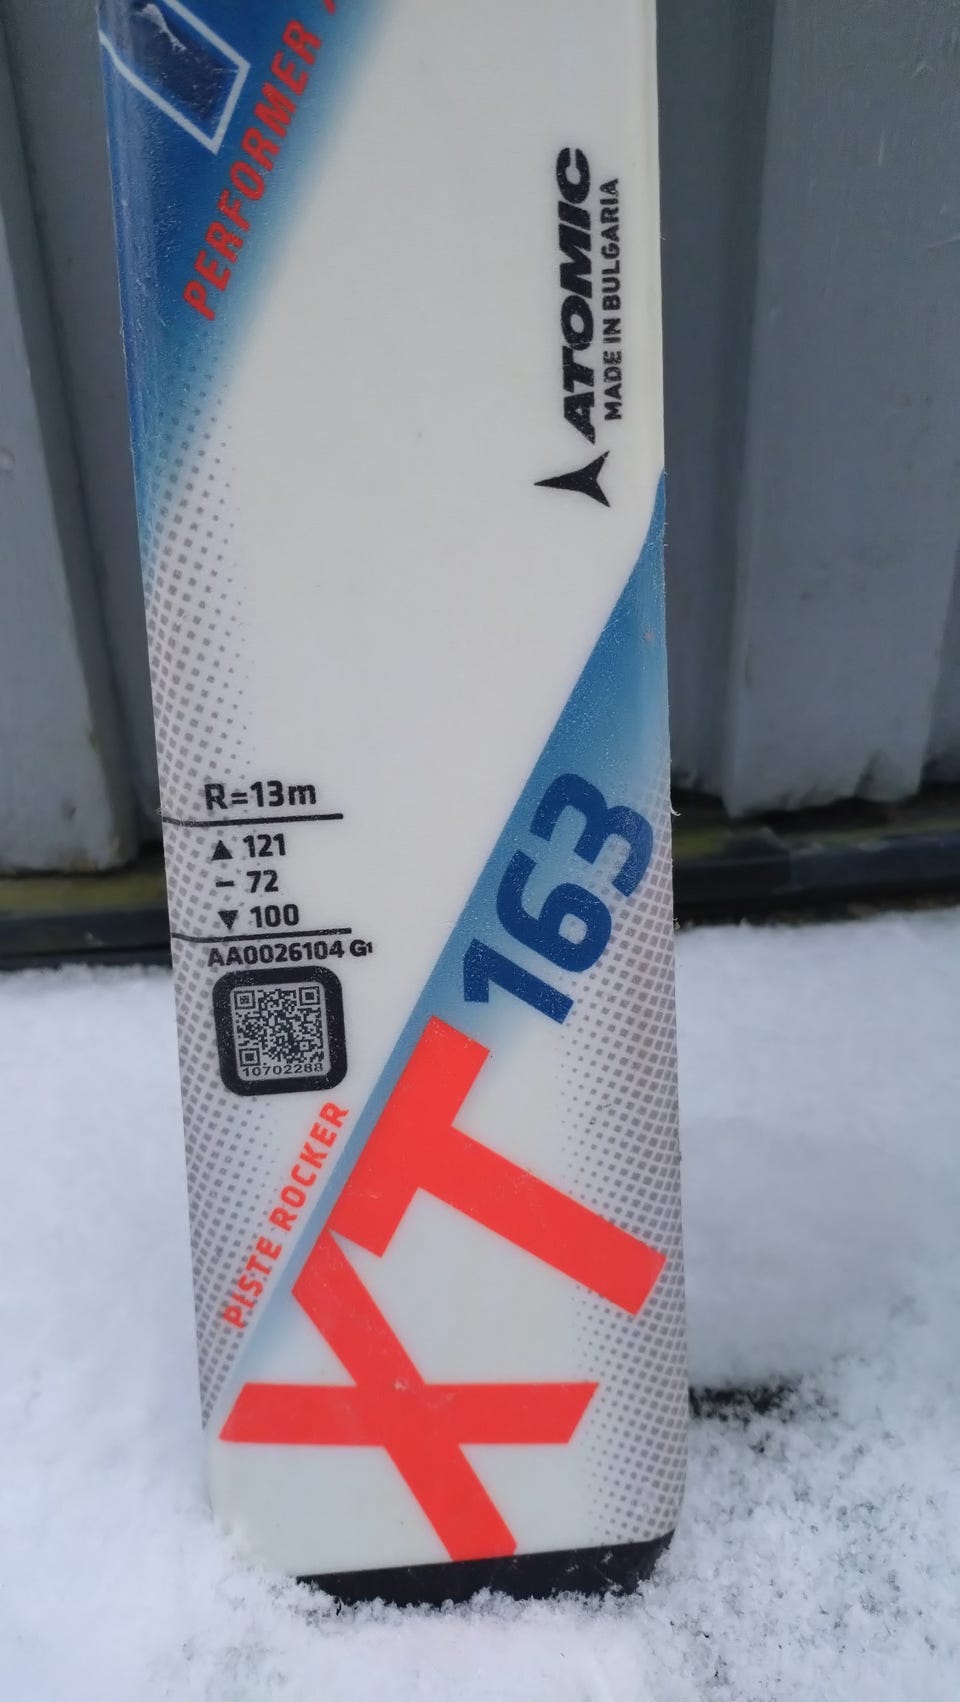 PERFORMER
ATOMIC
MADE IN BULGARIA
R=13m
▲ 121
– 72
▼ 100
AA0026104 G1
10702288
163
PISTE ROCKER
XT